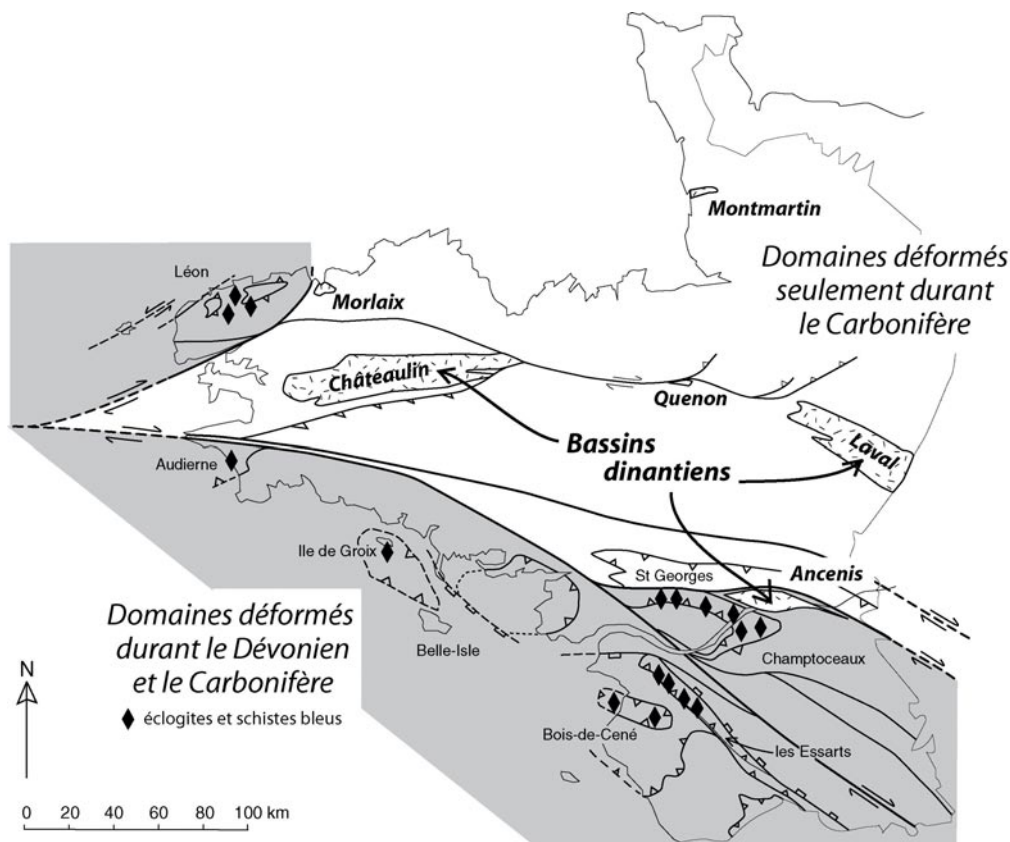 Montmartin
Domaines déformés
seulement durant
le Carbonifère
Léon
Morlaix
Châteaulin
Quenon
Bassins
dinantiens
Laval
Audierne
Ile de Groix
St Georges
Ancenis
Domaines déformés
durant le Dévonien
et le Carbonifère
éclogites et schistes bleus
Belle-Isle
Champtoceaux
Bois-de-Cené
les Essarts
N
0 20 40 60 80 100 km